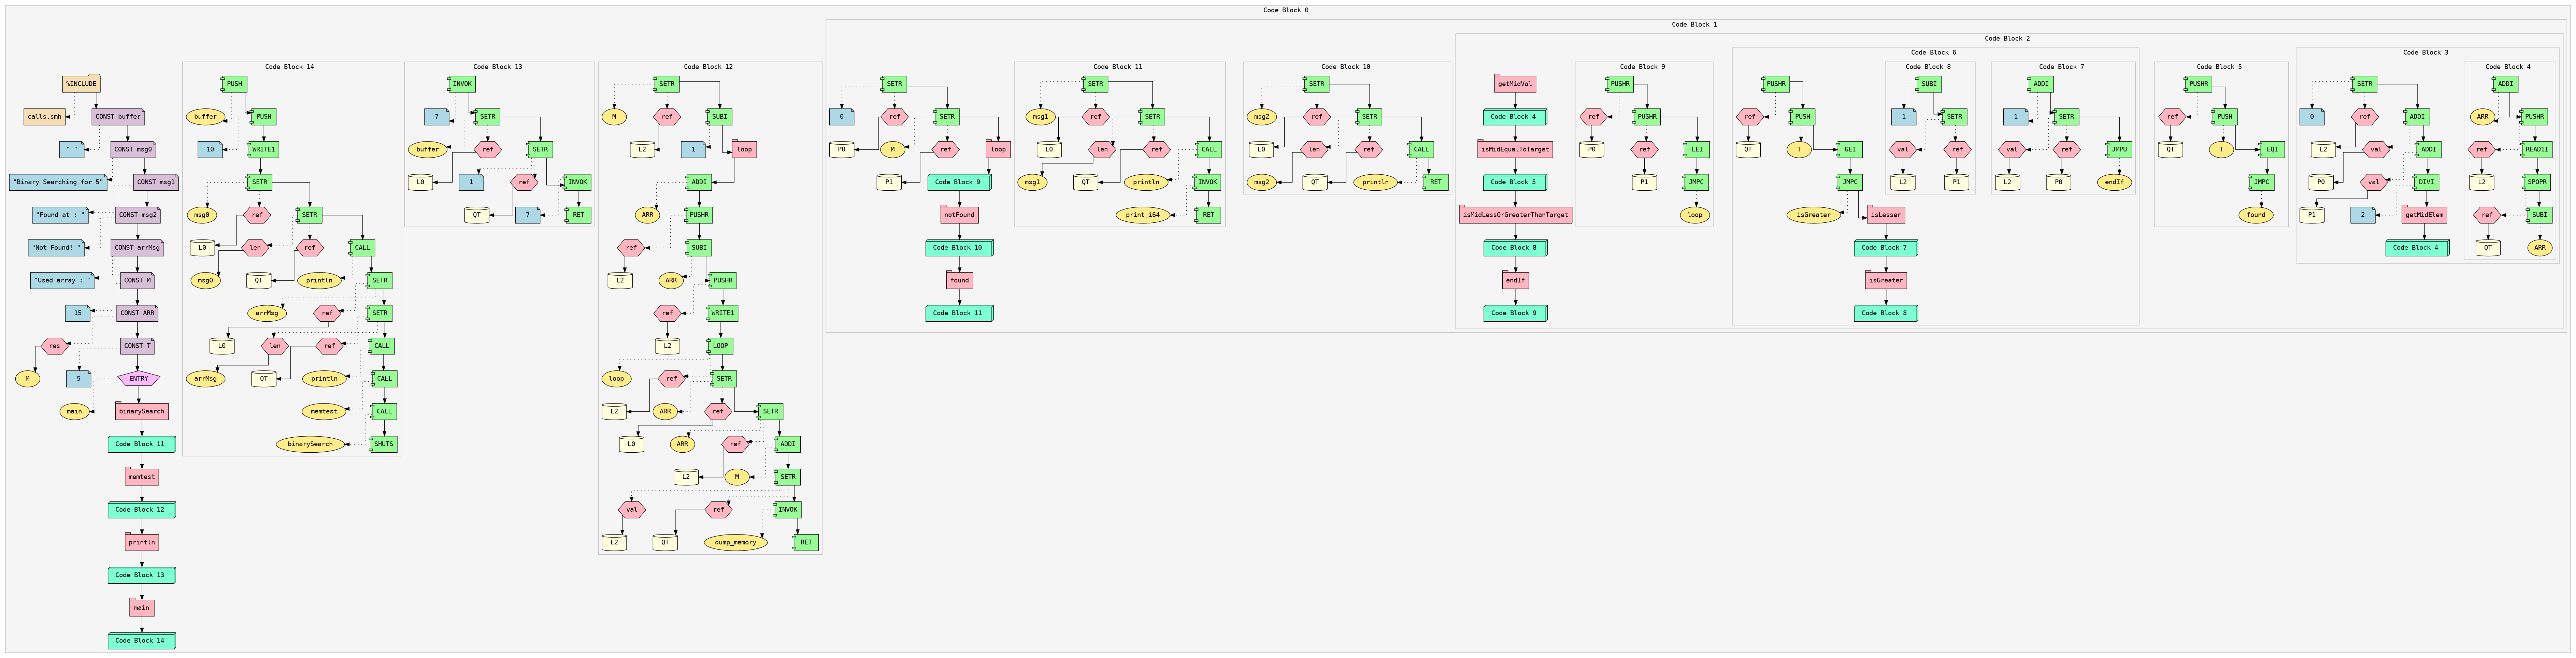 Code Block 0
%INCLUDE
calls.smh
CONST buffer
" "
CONST msg0
"Binary Searching for 5"
CONST msg1
"Found at : "
CONST msg2
"Not Found! "
CONST arrMsg
"Used array : "
CONST M
15
CONST ARR
res
CONST T
M
5
ENTRY
main
binarySearch
Code Block 11
memtest
Code Block 12
println
Code Block 13
main
Code Block 14
Code Block 14
PUSH
buffer
PUSH
10
WRITE1
SETR
msg0
ref
SETR
L0
len
ref
CALL
msg0
QT
println
SETR
arrMsg
ref
SETR
L0
len
ref
CALL
arrMsg
QT
println
CALL
memtest
CALL
binarySearch
SHUTS
Code Block 13
INVOK
7
SETR
buffer
ref
SETR
L0
1
ref
INVOK
QT
7
RET
Code Block 12
SETR
M
ref
SUBI
L2
1
loop
ADDI
ARR
PUSHR
ref
SUBI
L2
ARR
PUSHR
ref
WRITE1
L2
LOOP
loop
ref
SETR
L2
ARR
ref
SETR
L0
ARR
ref
ADDI
L2
M
SETR
val
ref
INVOK
L2
QT
dump_memory
RET
Code Block 1
SETR
0
ref
SETR
P0
M
ref
loop
P1
Code Block 9
notFound
Code Block 10
found
Code Block 11
Code Block 11
SETR
msg1
ref
SETR
L0
len
ref
CALL
msg1
QT
println
INVOK
print_i64
RET
Code Block 10
SETR
msg2
ref
SETR
L0
len
ref
CALL
msg2
QT
println
RET
Code Block 2
getMidVal
Code Block 4
isMidEqualToTarget
Code Block 5
isMidLessOrGreaterThanTarget
Code Block 8
endIf
Code Block 9
Code Block 9
PUSHR
ref
PUSHR
P0
ref
LEI
P1
JMPC
loop
Code Block 6
PUSHR
ref
PUSH
QT
T
GEI
JMPC
isGreater
isLesser
Code Block 7
isGreater
Code Block 8
Code Block 8
SUBI
1
SETR
val
ref
L2
P1
Code Block 7
ADDI
1
SETR
val
ref
JMPU
L2
P0
endIf
Code Block 5
PUSHR
ref
PUSH
QT
T
EQI
JMPC
found
Code Block 3
SETR
0
ref
ADDI
L2
val
ADDI
P0
val
DIVI
P1
2
getMidElem
Code Block 4
Code Block 4
ADDI
ARR
PUSHR
ref
READ1I
L2
SPOPR
ref
SUBI
QT
ARR